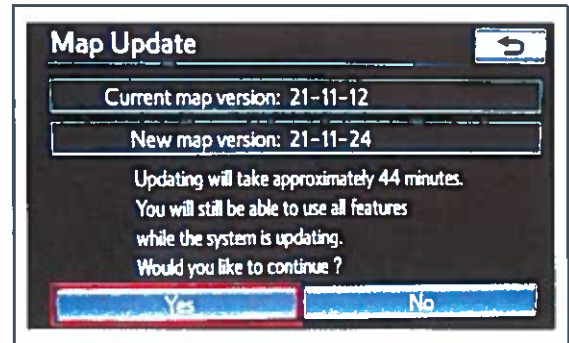 Map Update
Current map version: 21-11-12
New map version: 21-11-24
Updating will take approximately 44 minutes.
You will still be able to use all features
while the system is updating.
Would you like to continue ?
Yes No